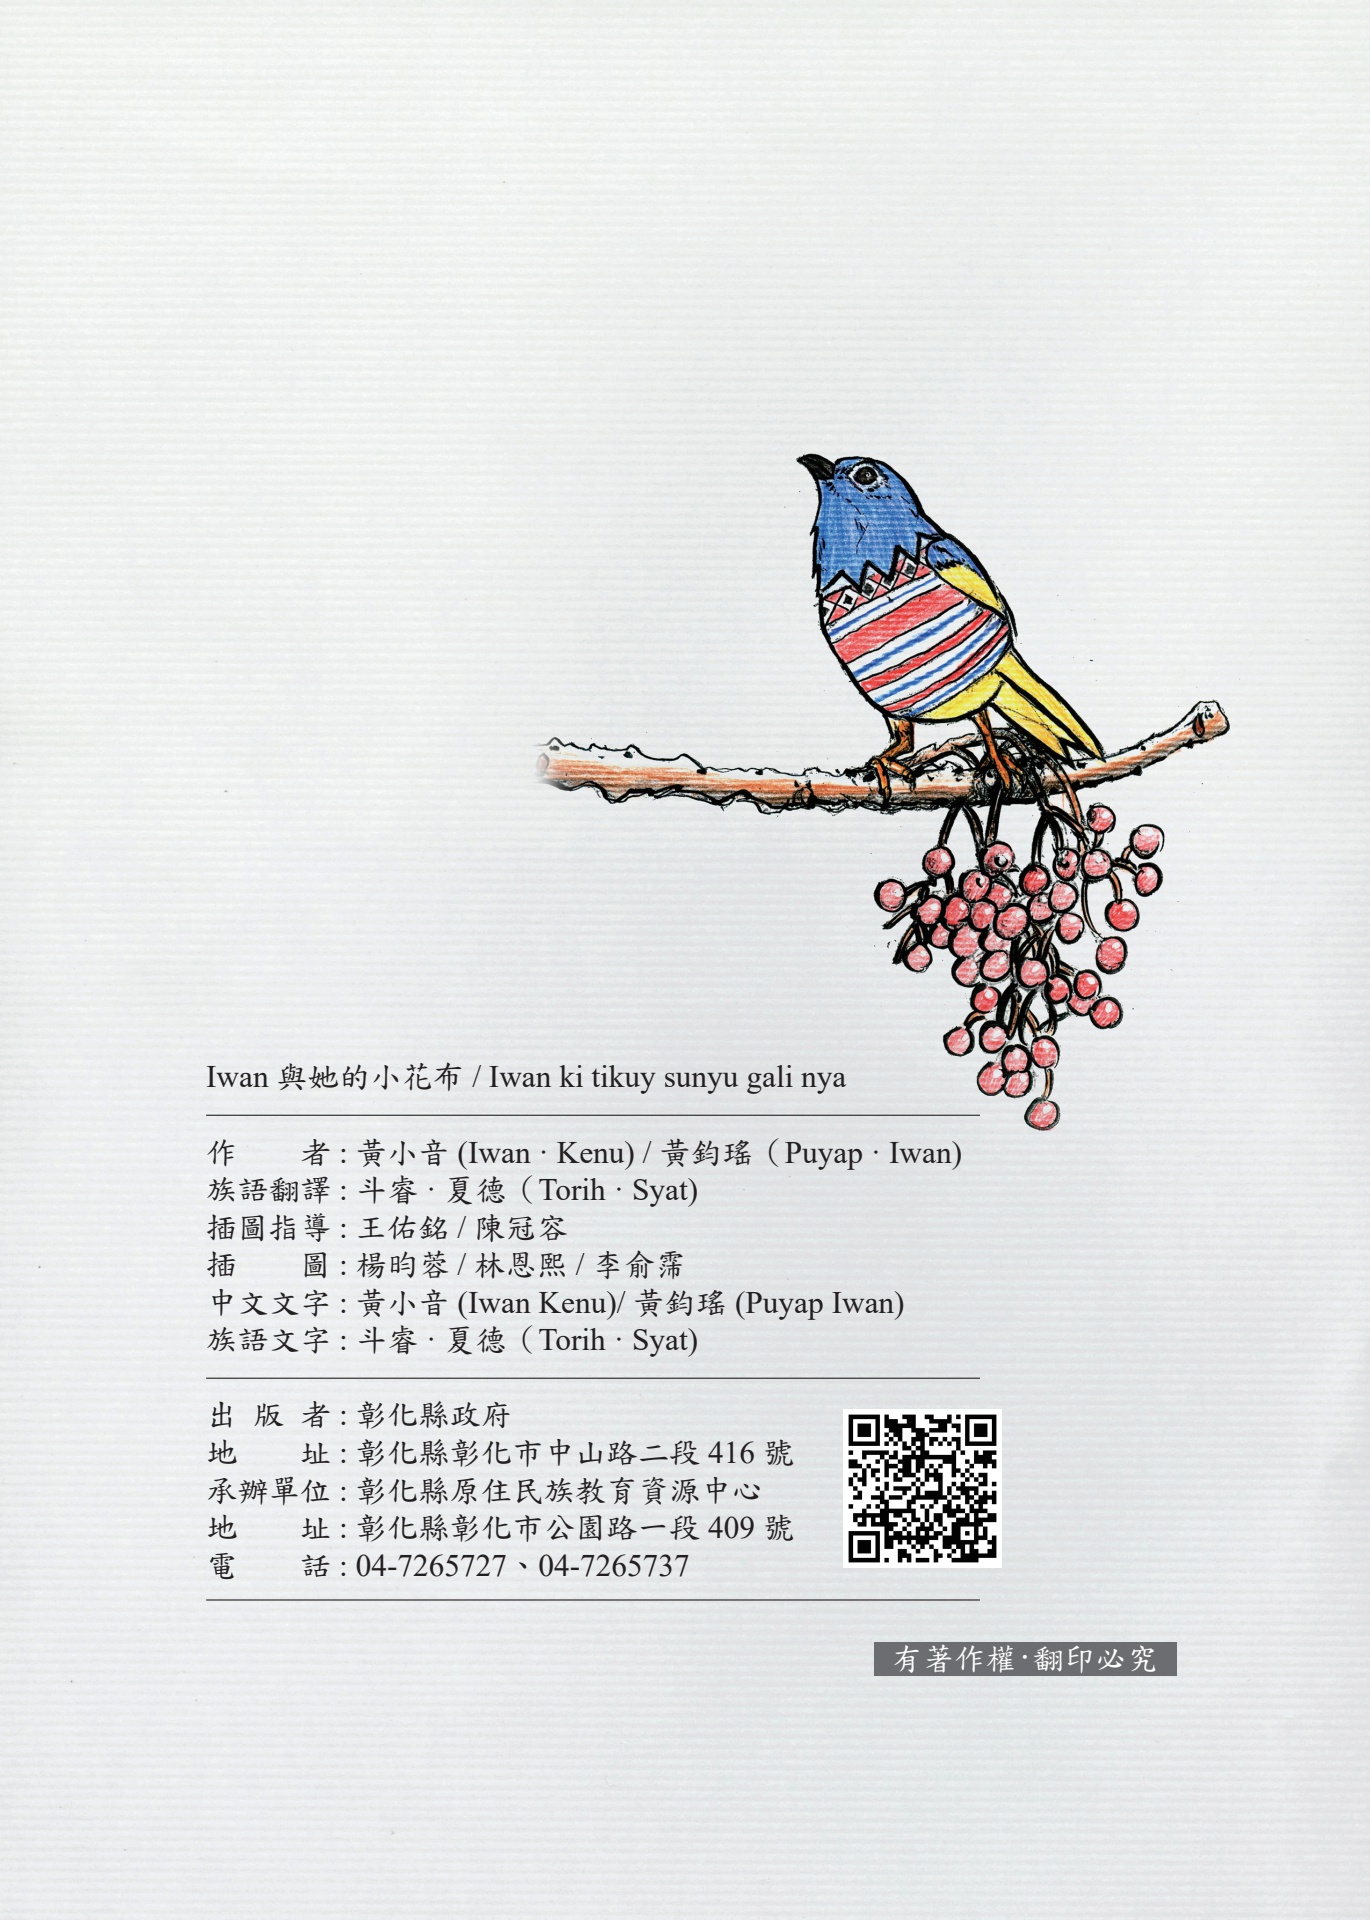 Iwan 與她的小花布 / Iwan ki tikuy sunyu gali nya
作　　者 : 黃小音 (Iwan · Kenu) / 黃鈞瑤（Puyap · Iwan)
族語翻譯 : 斗睿 · 夏德（Torih · Syat)
插圖指導 : 王佑銘 / 陳冠容
插　　圖 : 楊昀蓉 / 林恩熙 / 李俞霈
中文文字 : 黃小音 (Iwan Kenu)/ 黃鈞瑤 (Puyap Iwan)
族語文字 : 斗睿 · 夏德（Torih · Syat)
出 版 者 : 彰化縣政府
地　　址 : 彰化縣彰化市中山路二段 416 號
承辦單位 : 彰化縣原住民族教育資源中心
地　　址 : 彰化縣彰化市公園路一段 409 號
電　　話 : 04-7265727、04-7265737
有著作權·翻印必究